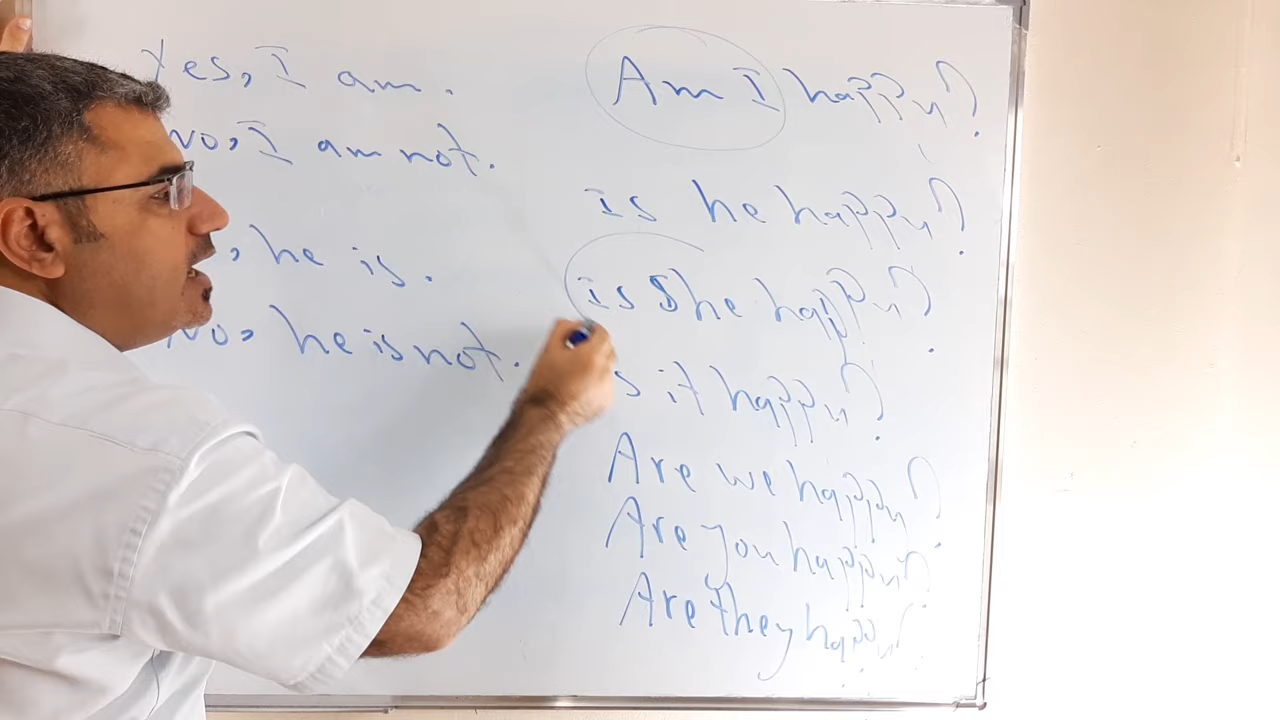 Yes, I am.
No, I am not.
, he is.
No, he is not.
Am I happy?
is he happy?
is She happy?
s it happy?
Are we happy?
Are you happy?
Are they happy?